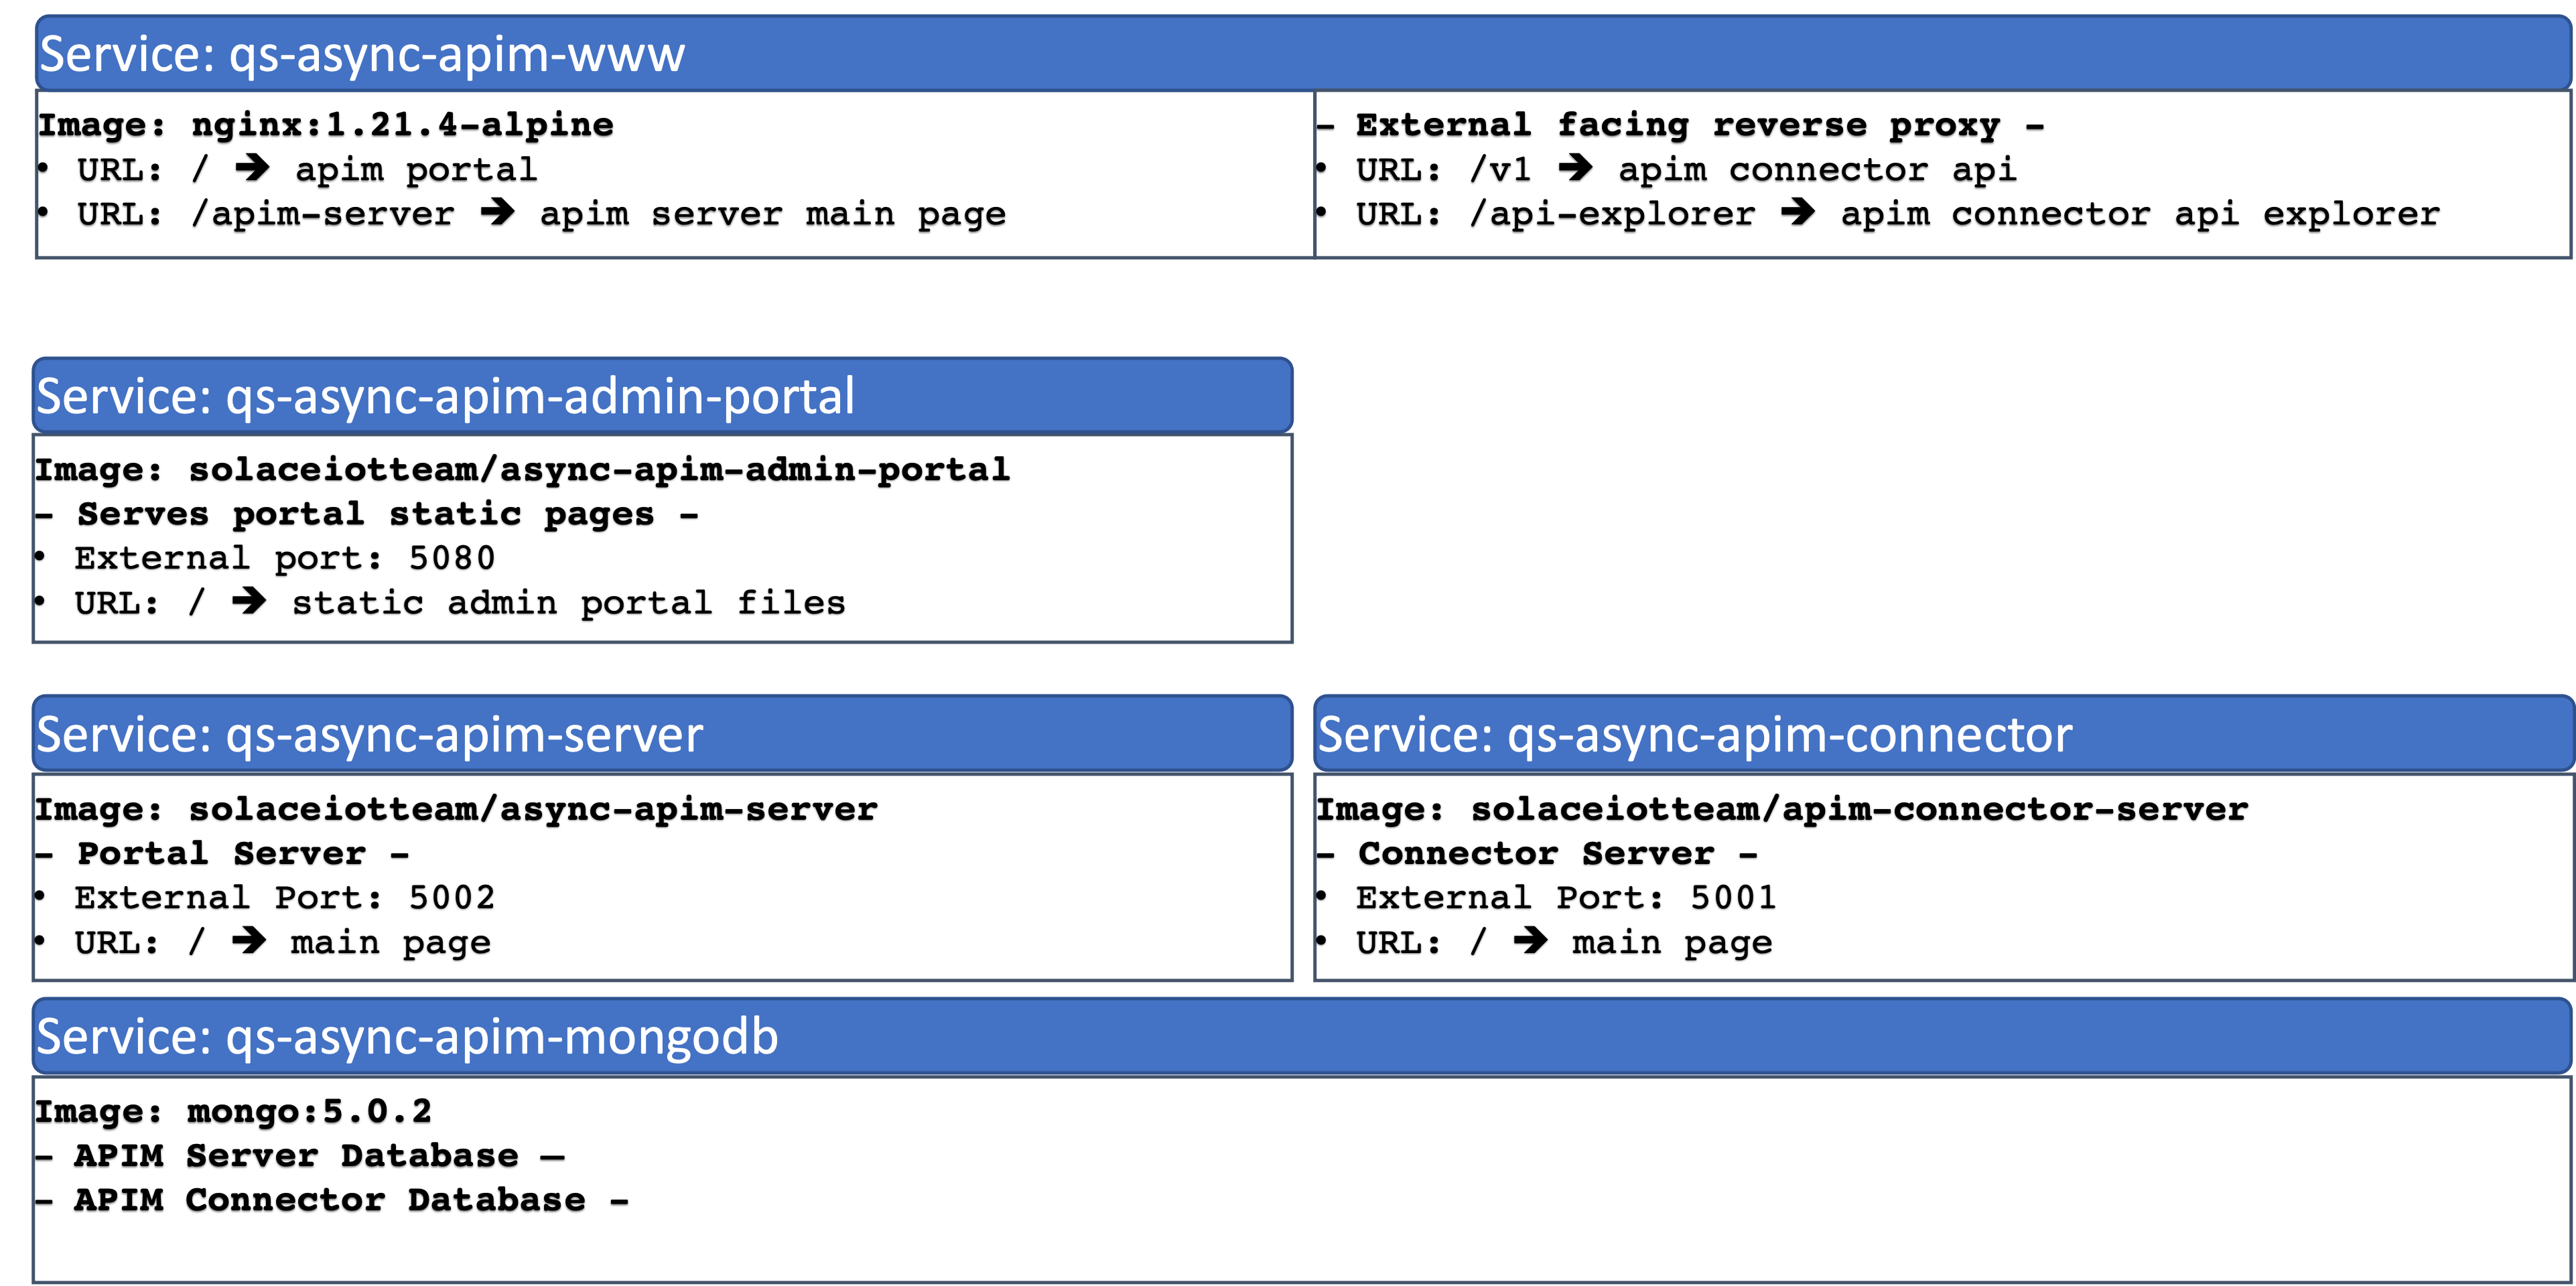 Service: qs-async-apim-www
Image: nginx:1.21.4-alpine
• URL: / ➔ apim portal
• URL: /apim-server ➔ apim server main page
- External facing reverse proxy -
• URL: /v1 ➔ apim connector api
• URL: /api-explorer ➔ apim connector api explorer
Service: qs-async-apim-admin-portal
Image: solaceiotteam/async-apim-admin-portal
- Serves portal static pages -
• External port: 5080
• URL: / ➔ static admin portal files
Service: qs-async-apim-server
Image: solaceiotteam/async-apim-server
- Portal Server -
• External Port: 5002
• URL: / ➔ main page
Service: qs-async-apim-connector
Image: solaceiotteam/apim-connector-server
- Connector Server -
• External Port: 5001
• URL: / ➔ main page
Service: qs-async-apim-mongodb
Image: mongo:5.0.2
- APIM Server Database –
- APIM Connector Database -